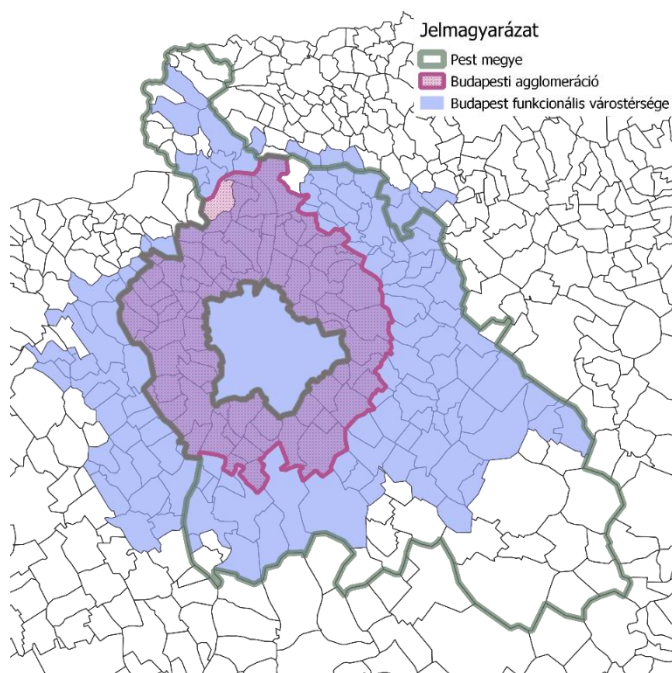 Jelmagyarázat
Pest megye
Budapesti agglomeráció
Budapest funkcionális várostérsége